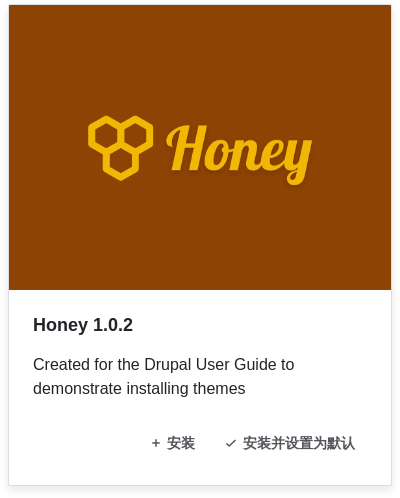 Honey
Honey 1.0.2
Created for the Drupal User Guide to
demonstrate installing themes
+ 安装 ✓ 安装并设置为默认